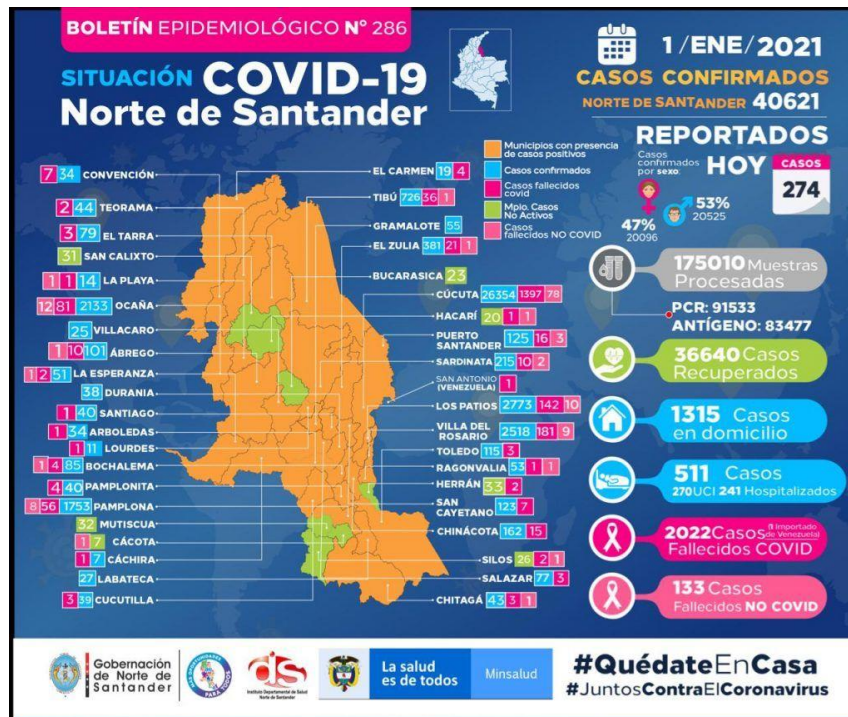 BOLETÍN EPIDEMIOLÓGICO N° 286
SITUACIÓN COVID-19
Norte de Santander
1/ENE/2021
CASOS CONFIRMADOS
NORTE DE SANTANDER 40621
REPORTADOS
HOY
CASOS
274
Casos
confirmados
por sexo:
47%
20096
53%
20525
Municipios con presencia
de casos positivos
Casos confirmados
Casos fallecidos
covid
Mpio. Casos
No Activos
Casos
fallecidos NO COVID
7 34 CONVENCIÓN
2 44 TEORAMA
3 79 EL TARRA
31 SAN CALIXTO
1 1 14 LA PLAYA
12 81 2133 OCAÑA
25 VILLACARO
1 10 101 ÁBREGO
1 2 51 LA ESPERANZA
38 DURANIA
1 40 SANTIAGO
1 34 ARBOLEDAS
1 11 LOURDES
1 4 85 BOCHALEMA
4 40 PAMPLONITA
8 56 1753 PAMPLONA
32 MUTISCUA
1 7 CÁCOTA
1 7 CÁCHIRA
27 LABATECA
3 39 CUCUTILLA
EL CARMEN 19 4
TIBÚ 726 36 1
GRAMALOTE 55
EL ZULIA 381 21 1
BUCARASICA 23
CÚCUTA 26354 1397 78
HACARÍ 20 1 1
PUERTO
SANTANDER 125 16 3
SARDINATA 215 10 2
SAN ANTONIO
(VENEZUELA) 1
LOS PATIOS 2773 142 10
VILLA DEL
ROSARIO 2518 181 9
TOLEDO 115 3
RAGONVALIA 53 1 1
HERRÁN 33 2
SAN
CAYETANO 123 7
CHINÁCOTA 162 15
SILOS 26 2 1
SALAZAR 77 3
CHITAGÁ 43 3 1
175010 Muestras
Procesadas
PCR: 91533
ANTÍGENO: 83477
36640 Casos
Recuperados
1315 Casos
en domicilio
511 Casos
270 UCI 241 Hospitalizados
2022 Casos (1 Importado
de Venezuela)
Fallecidos COVID
133 Casos
Fallecidos NO COVID
Gobernación
de Norte de
Santander
MÁS OPORTUNIDADES
PARA TODOS
ids
Instituto Departamental de Salud
Norte de Santander
La salud
es de todos
Minsalud
#QuédateEnCasa
#JuntosContraElCoronavirus